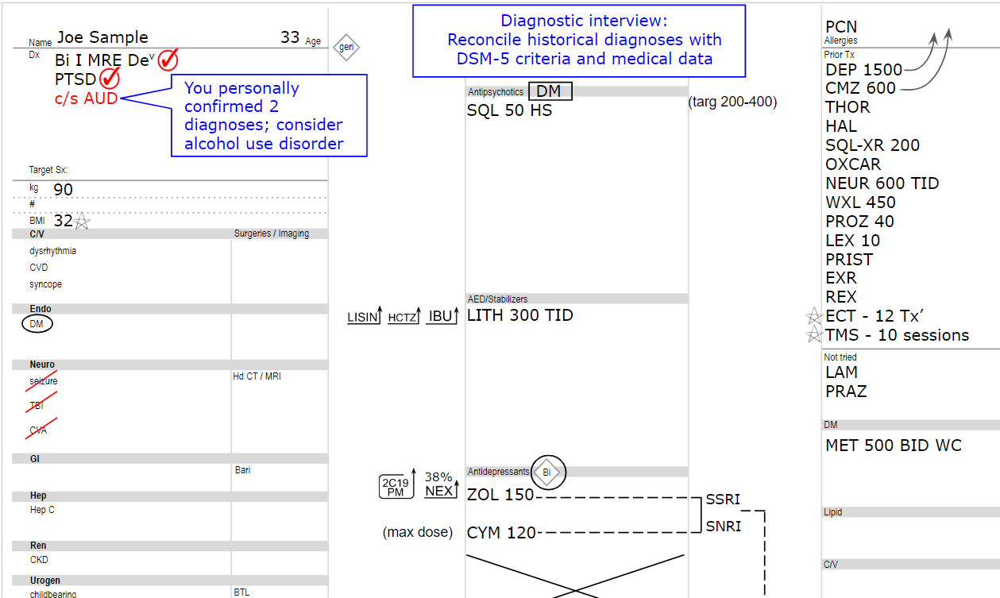 Name Joe Sample 33 Age
geri
Dx
Bi I MRE Deᵛ
PTSD
c/s AUD
You personally
confirmed 2
diagnoses; consider
alcohol use disorder
Target Sx:
kg 90
#
BMI 32
C/V Surgeries / Imaging
dysrhythmia
CVD
syncope
Endo
DM
Neuro
seizure Hd CT / MRI
TBI
CVA
GI
Bari
Hep
Hep C
Ren
CKD
Urogen
childbearing BTL
Diagnostic interview:
Reconcile historical diagnoses with
DSM-5 criteria and medical data
Antipsychotics DM
(targ 200-400)
SQL 50 HS
AED/Stabilizers
LISIN HCTZ IBU LITH 300 TID
Antidepressants Bi
2C19
PM
38%
NEX
ZOL 150 SSRI
(max dose) CYM 120 SNRI
PCN
Allergies
Prior Tx
DEP 1500
CMZ 600
THOR
HAL
SQL-XR 200
OXCAR
NEUR 600 TID
WXL 450
PROZ 40
LEX 10
PRIST
EXR
REX
ECT - 12 Tx’
TMS - 10 sessions
Not tried
LAM
PRAZ
DM
MET 500 BID WC
Lipid
C/V